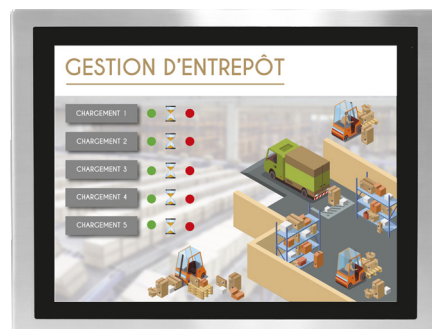 GESTION D'ENTREPÔT
CHARGEMENT 1
CHARGEMENT 2
CHARGEMENT 3
CHARGEMENT 4
CHARGEMENT 5